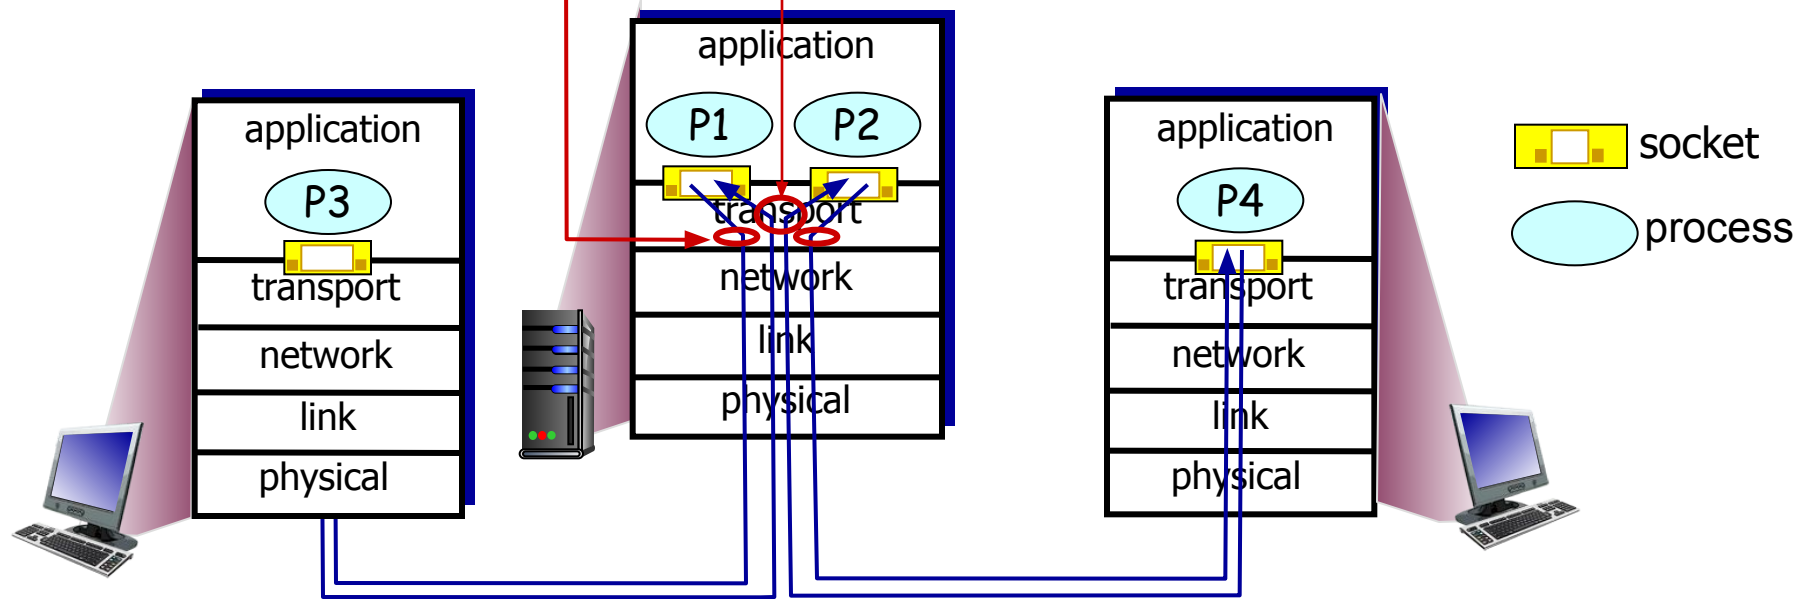 application
P3
transport
network
link
physical
application
P1 P2
transport
network
link
physical
application
P4
transport
network
link
physical
socket
process